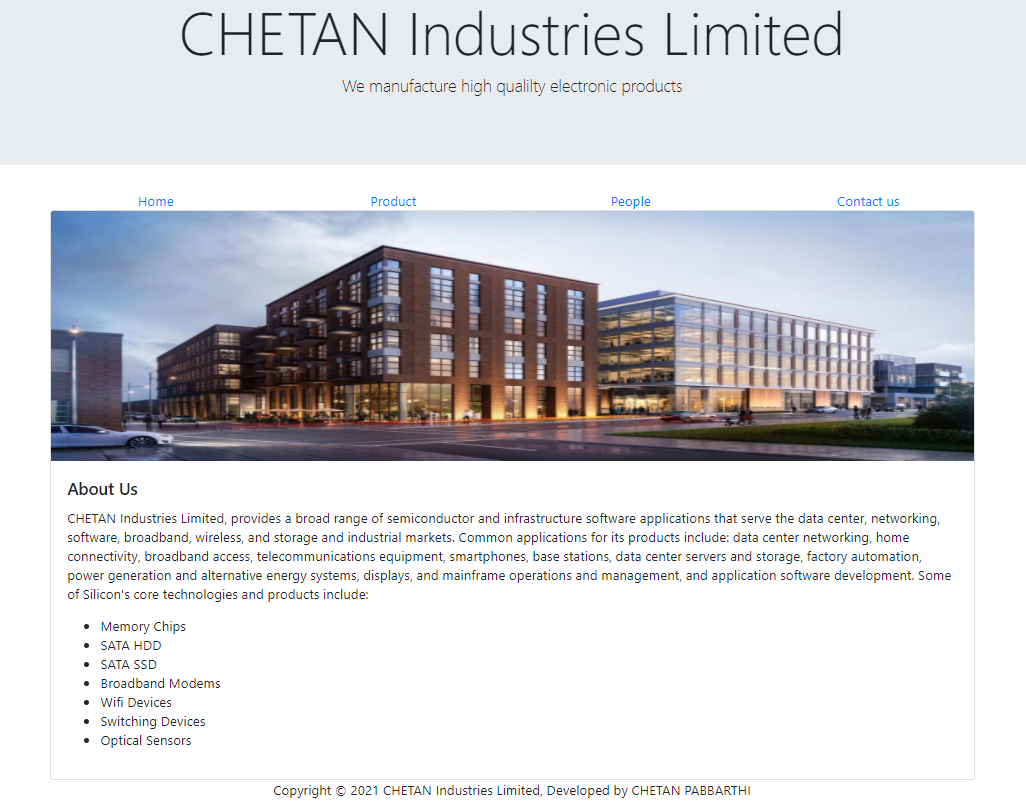 CHETAN Industries Limited
We manufacture high qualilty electronic products
Home Product People Contact us
About Us
CHETAN Industries Limited, provides a broad range of semiconductor and infrastructure software applications that serve the data center, networking,
software, broadband, wireless, and storage and industrial markets. Common applications for its products include: data center networking, home
connectivity, broadband access, telecommunications equipment, smartphones, base stations, data center servers and storage, factory automation,
power generation and alternative energy systems, displays, and mainframe operations and management, and application software development. Some
of Silicon's core technologies and products include:
Memory Chips
SATA HDD
SATA SSD
Broadband Modems
Wifi Devices
Switching Devices
Optical Sensors
Copyright © 2021 CHETAN Industries Limited, Developed by CHETAN PABBARTHI